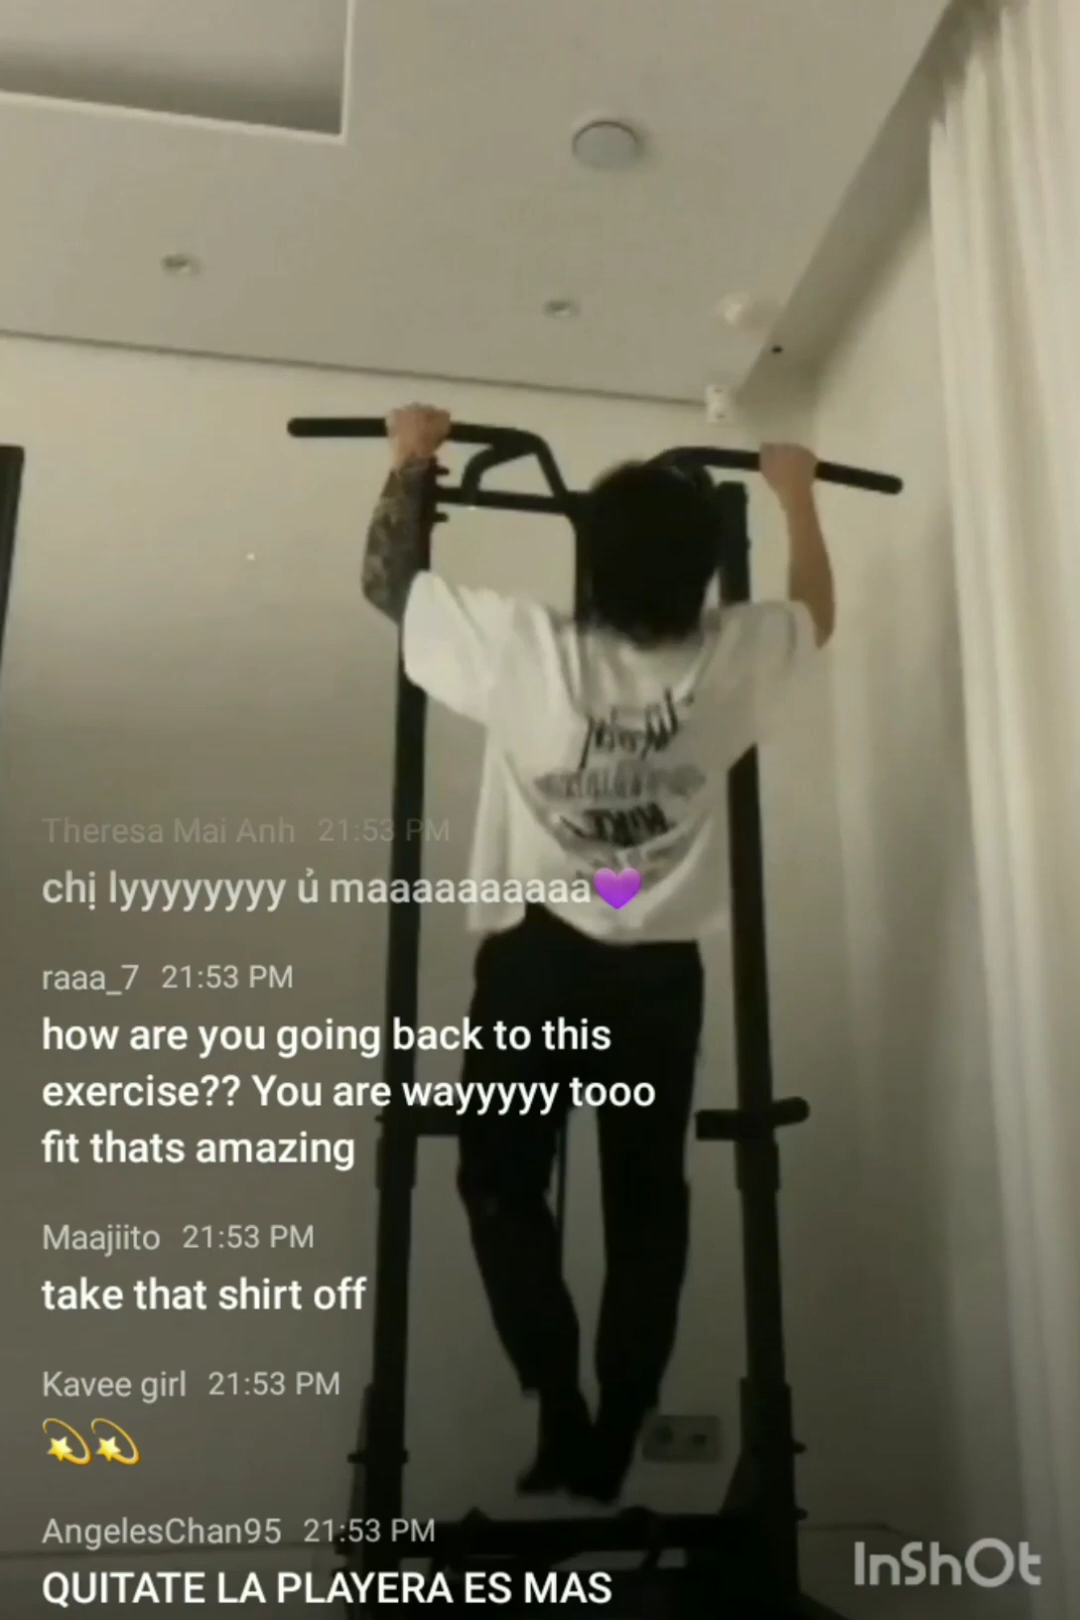 Theresa Mai Anh 21:53 PM
chị lyyyyyyyy ủ maaaaaaaaaa💜
raaa_7 21:53 PM
how are you going back to this
exercise?? You are wayyyyy tooo
fit thats amazing
Maajiito 21:53 PM
take that shirt off
Kavee girl 21:53 PM
💫💫
AngelesChan95 21:53 PM
QUITATE LA PLAYERA ES MAS
InShOt